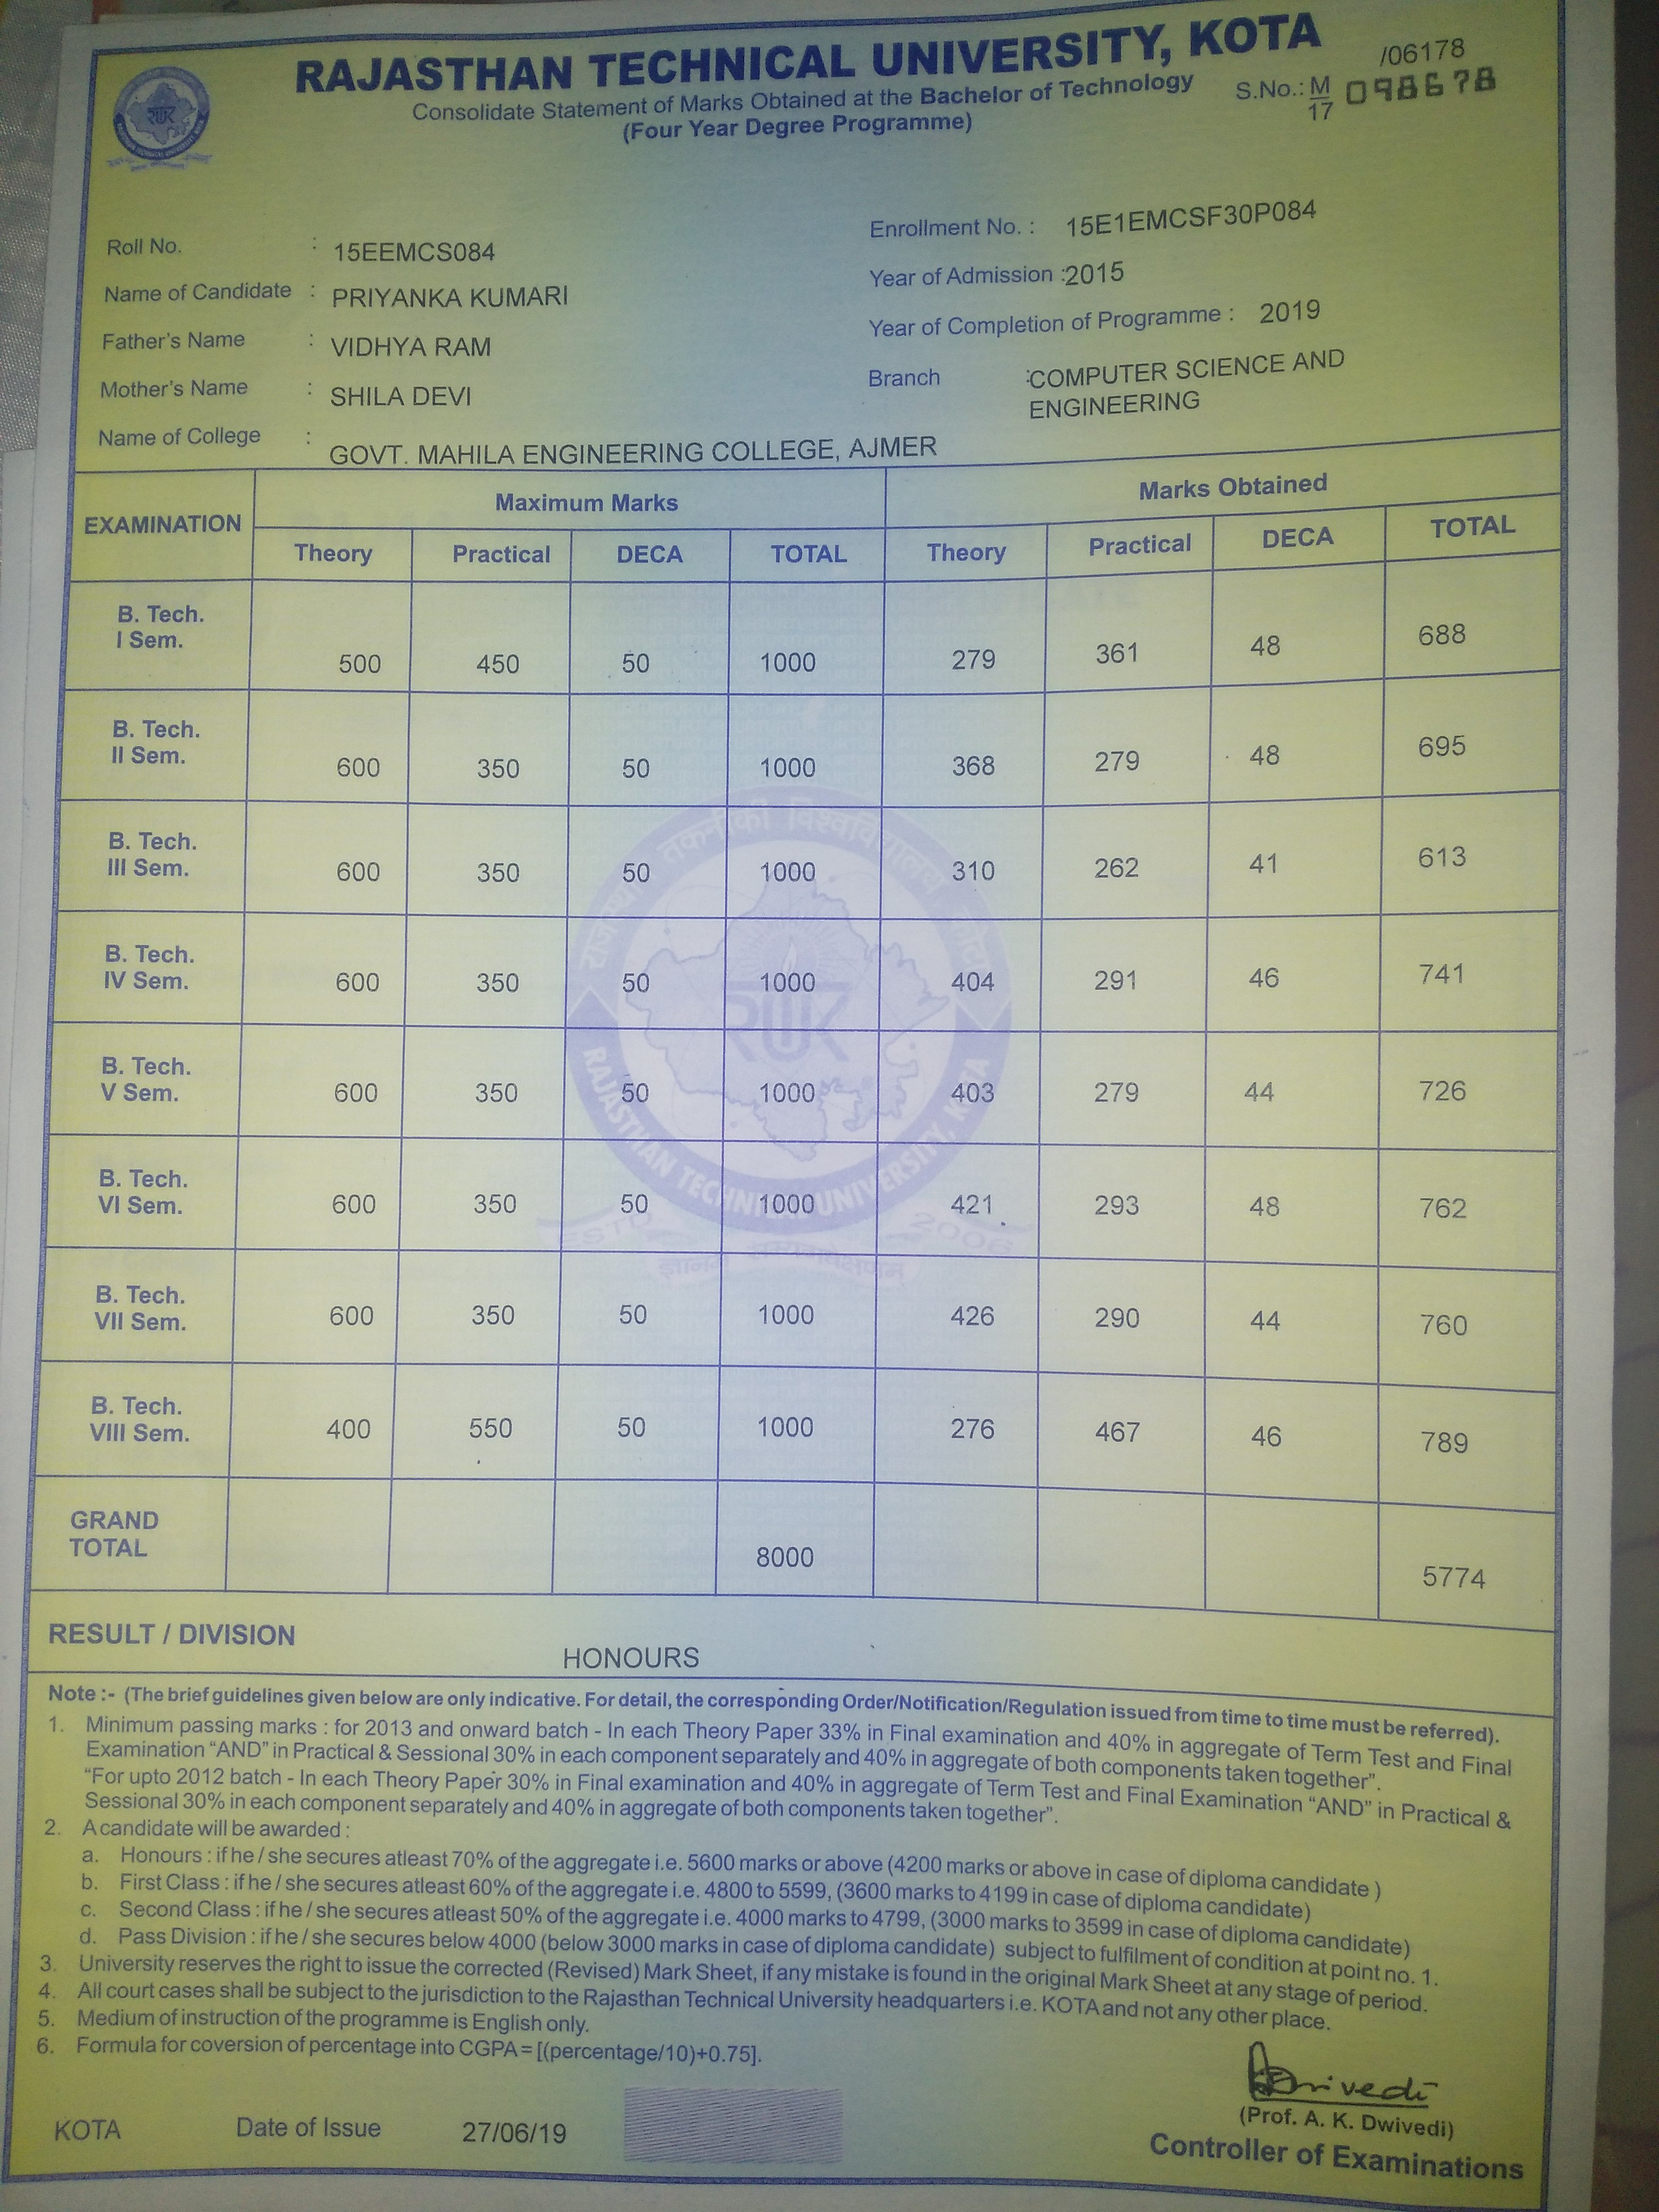 RAJASTHAN TECHNICAL UNIVERSITY, KOTA
/06178
Consolidate Statement of Marks Obtained at the Bachelor of Technology
S.No.: M/17 098678
(Four Year Degree Programme)
Roll No. : 15EEMCS084
Enrollment No. : 15E1EMCSF30P084
Name of Candidate : PRIYANKA KUMARI
Year of Admission :2015
Father's Name : VIDHYA RAM
Year of Completion of Programme : 2019
Mother's Name : SHILA DEVI
Branch :COMPUTER SCIENCE AND
ENGINEERING
Name of College : GOVT. MAHILA ENGINEERING COLLEGE, AJMER
EXAMINATION Maximum Marks Marks Obtained
Theory Practical DECA TOTAL Theory Practical DECA TOTAL
B. Tech.
I Sem. 500 450 50 1000 279 361 48 688
B. Tech.
II Sem. 600 350 50 1000 368 279 48 695
B. Tech.
III Sem. 600 350 50 1000 310 262 41 613
B. Tech.
IV Sem. 600 350 50 1000 404 291 46 741
B. Tech.
V Sem. 600 350 50 1000 403 279 44 726
B. Tech.
VI Sem. 600 350 50 1000 421 293 48 762
B. Tech.
VII Sem. 600 350 50 1000 426 290 44 760
B. Tech.
VIII Sem. 400 550 50 1000 276 467 46 789
GRAND
TOTAL 8000 5774
RAJASTHAN TECHNICAL UNIVERSITY, KOTA
ESTD 2006
RESULT / DIVISION
HONOURS
Note :- (The brief guidelines given below are only indicative. For detail, the corresponding Order/Notification/Regulation issued from time to time must be referred).
1. Minimum passing marks : for 2013 and onward batch - In each Theory Paper 33% in Final examination and 40% in aggregate of Term Test and Final
Examination “AND” in Practical & Sessional 30% in each component separately and 40% in aggregate of both components taken together”.
“For upto 2012 batch - In each Theory Paper 30% in Final examination and 40% in aggregate of Term Test and Final Examination “AND” in Practical &
Sessional 30% in each component separately and 40% in aggregate of both components taken together”.
2. A candidate will be awarded :
a. Honours : if he / she secures atleast 70% of the aggregate i.e. 5600 marks or above (4200 marks or above in case of diploma candidate )
b. First Class : if he / she secures atleast 60% of the aggregate i.e. 4800 to 5599, (3600 marks to 4199 in case of diploma candidate)
c. Second Class : if he / she secures atleast 50% of the aggregate i.e. 4000 marks to 4799, (3000 marks to 3599 in case of diploma candidate)
d. Pass Division : if he / she secures below 4000 (below 3000 marks in case of diploma candidate) subject to fulfilment of condition at point no. 1.
3. University reserves the right to issue the corrected (Revised) Mark Sheet, if any mistake is found in the original Mark Sheet at any stage of period.
4. All court cases shall be subject to the jurisdiction to the Rajasthan Technical University headquarters i.e. KOTA and not any other place.
5. Medium of instruction of the programme is English only.
6. Formula for coversion of percentage into CGPA = [(percentage/10)+0.75].
Dwivedi
(Prof. A. K. Dwivedi)
KOTA Date of Issue 27/06/19
Controller of Examinations